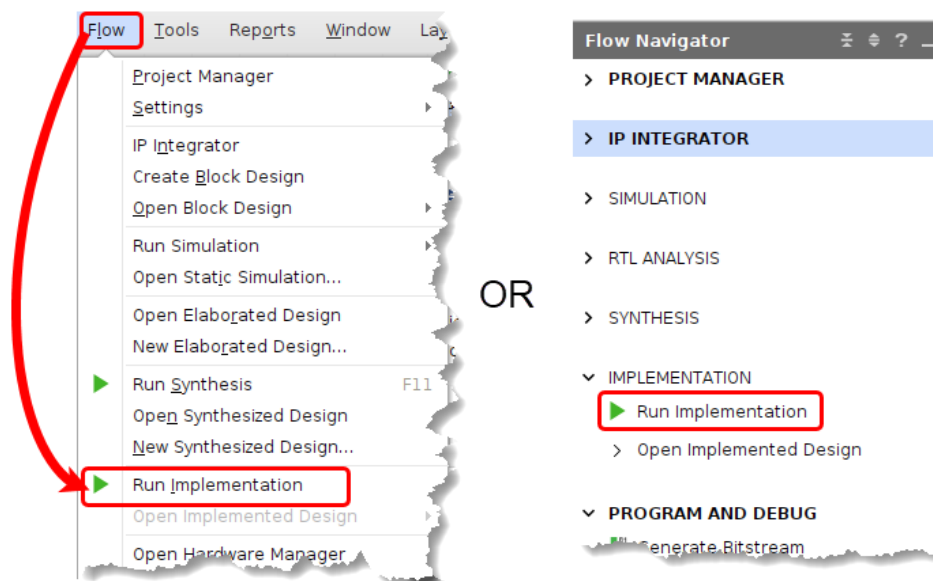 Flow Tools Reports Window
Project Manager
Settings
IP Integrator
Create Block Design
Open Block Design
Run Simulation
Open Static Simulation...
Open Elaborated Design
New Elaborated Design...
Run Synthesis F11
Open Synthesized Design
New Synthesized Design...
Run Implementation
Open Implemented Design
Open Hardware Manager
OR
Flow Navigator ?
PROJECT MANAGER
IP INTEGRATOR
SIMULATION
RTL ANALYSIS
SYNTHESIS
IMPLEMENTATION
Run Implementation
Open Implemented Design
PROGRAM AND DEBUG
Generate Bitstream